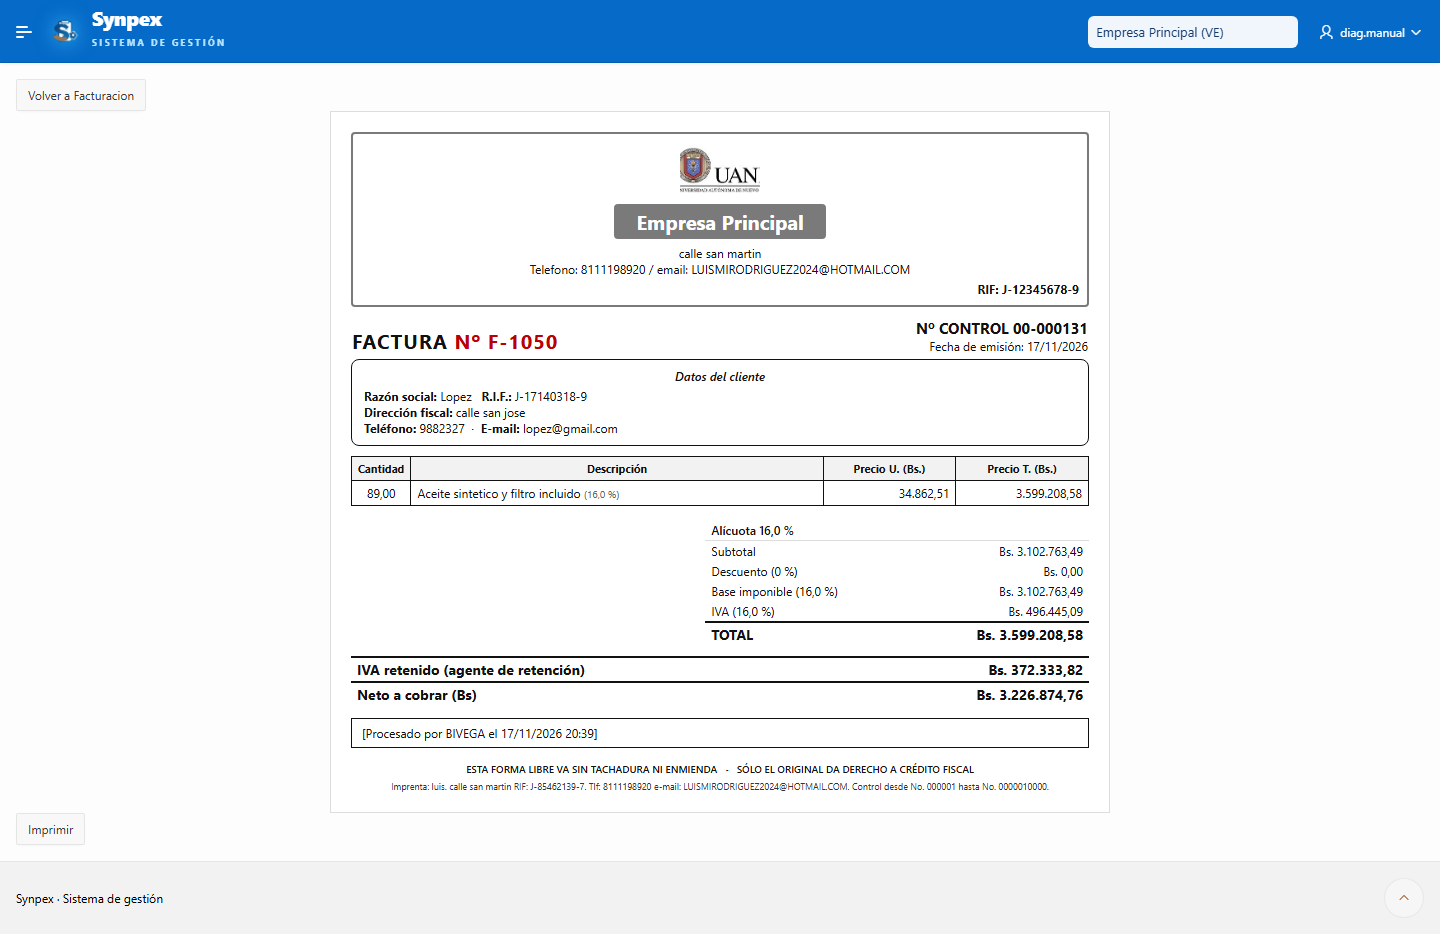 Synpex
SISTEMA DE GESTIÓN
Empresa Principal (VE)
diag.manual
Volver a Facturacion
UAN
Empresa Principal
calle san martin
Telefono: 8111198920 / email: LUISMIRODRIGUEZ2024@HOTMAIL.COM
RIF: J-12345678-9
FACTURA Nº F-1050
Nº CONTROL 00-000131
Fecha de emisión: 17/11/2026
Datos del cliente
Razón social: Lopez R.I.F.: J-17140318-9
Dirección fiscal: calle san jose
Teléfono: 9882327 · E-mail: lopez@gmail.com
Cantidad Descripción Precio U. (Bs.) Precio T. (Bs.)
89,00 Aceite sintetico y filtro incluido (16,0 %) 34.862,51 3.599.208,58
Alícuota 16,0 %
Subtotal Bs. 3.102.763,49
Descuento (0 %) Bs. 0,00
Base imponible (16,0 %) Bs. 3.102.763,49
IVA (16,0 %) Bs. 496.445,09
TOTAL Bs. 3.599.208,58
IVA retenido (agente de retención) Bs. 372.333,82
Neto a cobrar (Bs) Bs. 3.226.874,76
[Procesado por BIVEGA el 17/11/2026 20:39]
ESTA FORMA LIBRE VA SIN TACHADURA NI ENMIENDA - SÓLO EL ORIGINAL DA DERECHO A CRÉDITO FISCAL
Imprenta: luis. calle san martin RIF: J-85462139-7. Tlf: 8111198920 e-mail: LUISMIRODRIGUEZ2024@HOTMAIL.COM. Control desde No. 000001 hasta No. 0000010000.
Imprimir
Synpex · Sistema de gestión